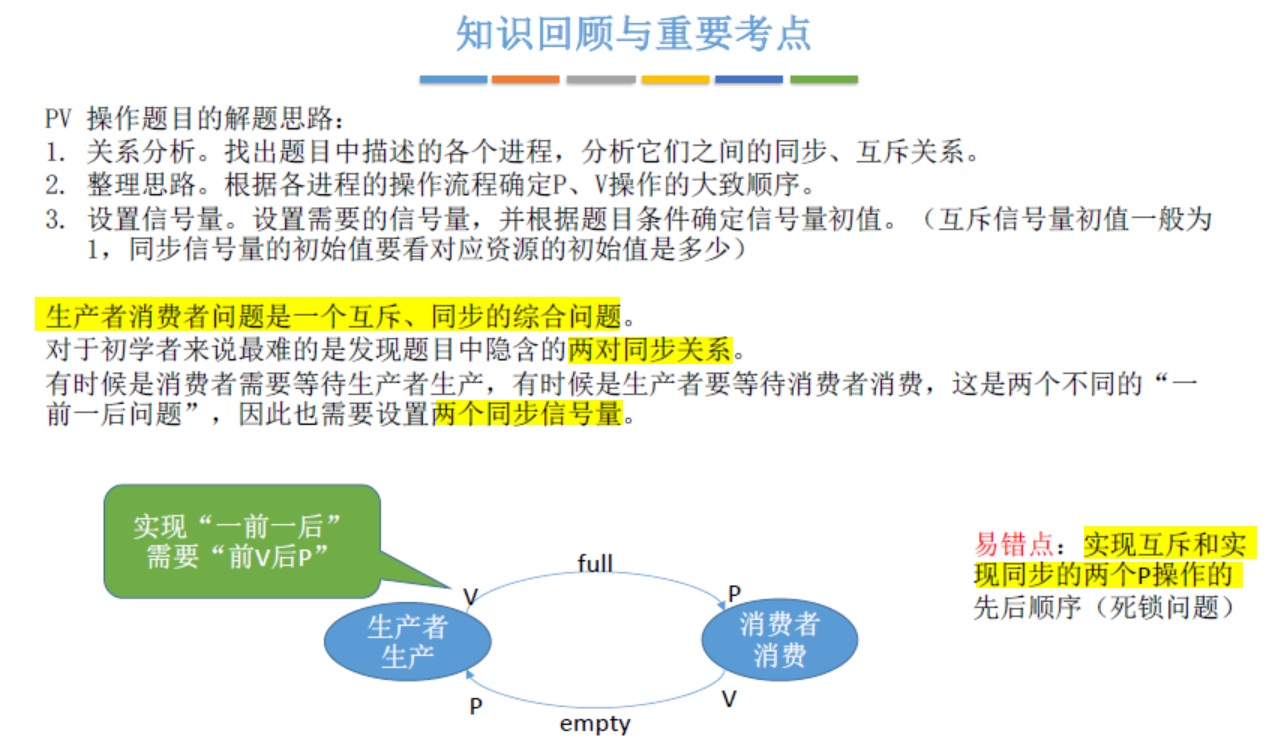 知识回顾与重要考点
PV 操作题目的解题思路：
1. 关系分析。找出题目中描述的各个进程，分析它们之间的同步、互斥关系。
2. 整理思路。根据各进程的操作流程确定P、V操作的大致顺序。
3. 设置信号量。设置需要的信号量，并根据题目条件确定信号量初值。（互斥信号量初值一般为
1，同步信号量的初始值要看对应资源的初始值是多少）
生产者消费者问题是一个互斥、同步的综合问题。
对于初学者来说最难的是发现题目中隐含的两对同步关系。
有时候是消费者需要等待生产者生产，有时候是生产者要等待消费者消费，这是两个不同的“一
前一后问题”，因此也需要设置两个同步信号量。
实现“一前一后”
需要“前V后P”
full
V
P
生产者
生产
消费者
消费
P
V
empty
易错点：实现互斥和实
现同步的两个P操作的
先后顺序（死锁问题）